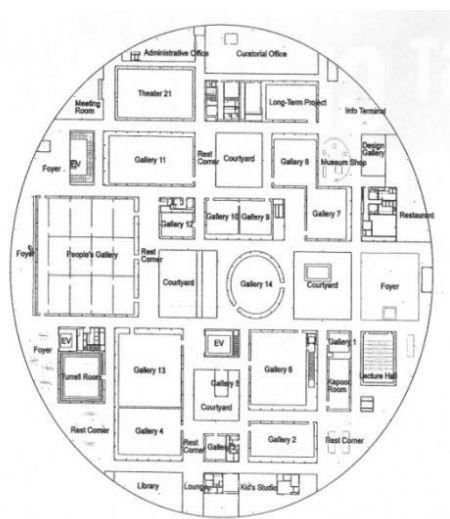 Administrative Office
Curatorial Office
Theater 21
Meeting
Room
Long-Term Project
Info Terminal
Foyer
EV
Gallery 11
Rest
Corner
Courtyard
Gallery 8
Museum Shop
Design
Gallery
Gallery 12
Gallery 10
Gallery 9
Gallery 7
Restaurant
Foyer
People's Gallery
Rest
Corner
Courtyard
Gallery 14
Courtyard
Foyer
Foyer
EV
Turrell Room
Gallery 13
EV
Gallery 5
Courtyard
Gallery 6
Gallery 1
Kapoor
Room
Lecture Hall
Rest Corner
Gallery 4
Rest
Corner
Gallery 3
Gallery 2
Rest Corner
Library
Lounge
Kid's Studio